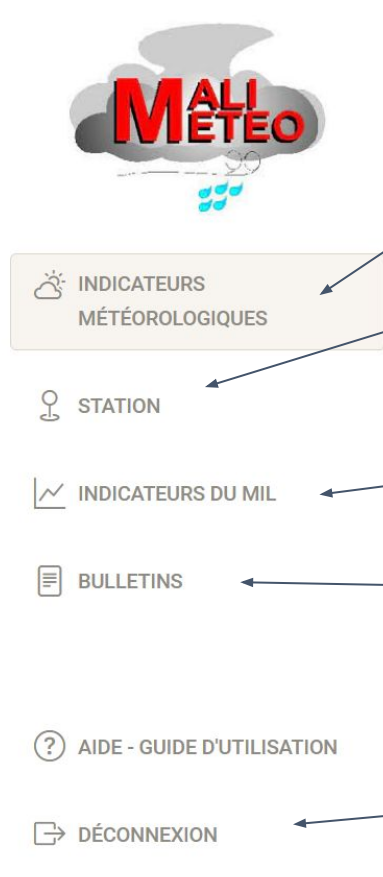 MALI
METEO
INDICATEURS
MÉTÉOROLOGIQUES
STATION
INDICATEURS DU MIL
BULLETINS
AIDE - GUIDE D'UTILISATION
DÉCONNEXION